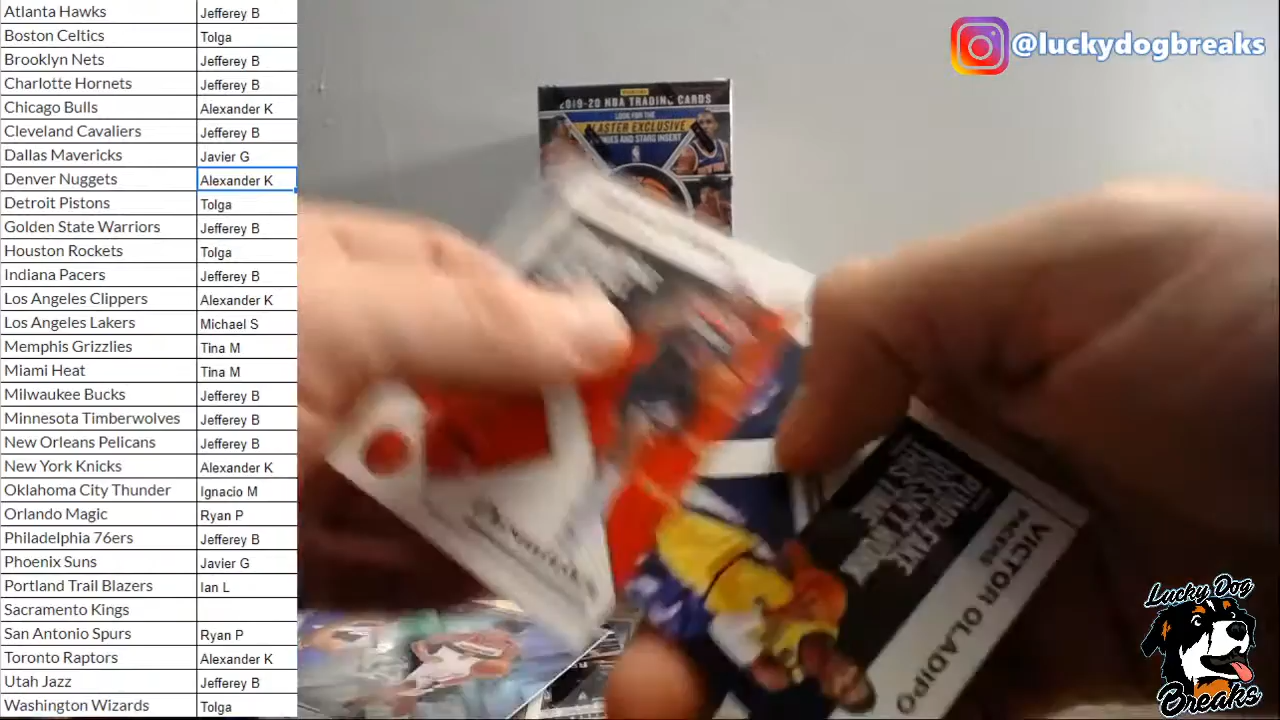 Atlanta Hawks Jefferey B
Boston Celtics Tolga
Brooklyn Nets Jefferey B
Charlotte Hornets Jefferey B
Chicago Bulls Alexander K
Cleveland Cavaliers Jefferey B
Dallas Mavericks Javier G
Denver Nuggets Alexander K
Detroit Pistons Tolga
Golden State Warriors Jefferey B
Houston Rockets Tolga
Indiana Pacers Jefferey B
Los Angeles Clippers Alexander K
Los Angeles Lakers Michael S
Memphis Grizzlies Tina M
Miami Heat Tina M
Milwaukee Bucks Jefferey B
Minnesota Timberwolves Jefferey B
New Orleans Pelicans Jefferey B
New York Knicks Alexander K
Oklahoma City Thunder Ignacio M
Orlando Magic Ryan P
Philadelphia 76ers Jefferey B
Phoenix Suns Javier G
Portland Trail Blazers Ian L
Sacramento Kings
San Antonio Spurs Ryan P
Toronto Raptors Alexander K
Utah Jazz Jefferey B
Washington Wizards Tolga
@luckydogbreaks
2019-20 NBA TRADING CARDS
LOOK FOR THE
EXCLUSIVE
AND STARS INSERT
VICTOR OLADIPO
PACERS
Lucky Dog
Breaks